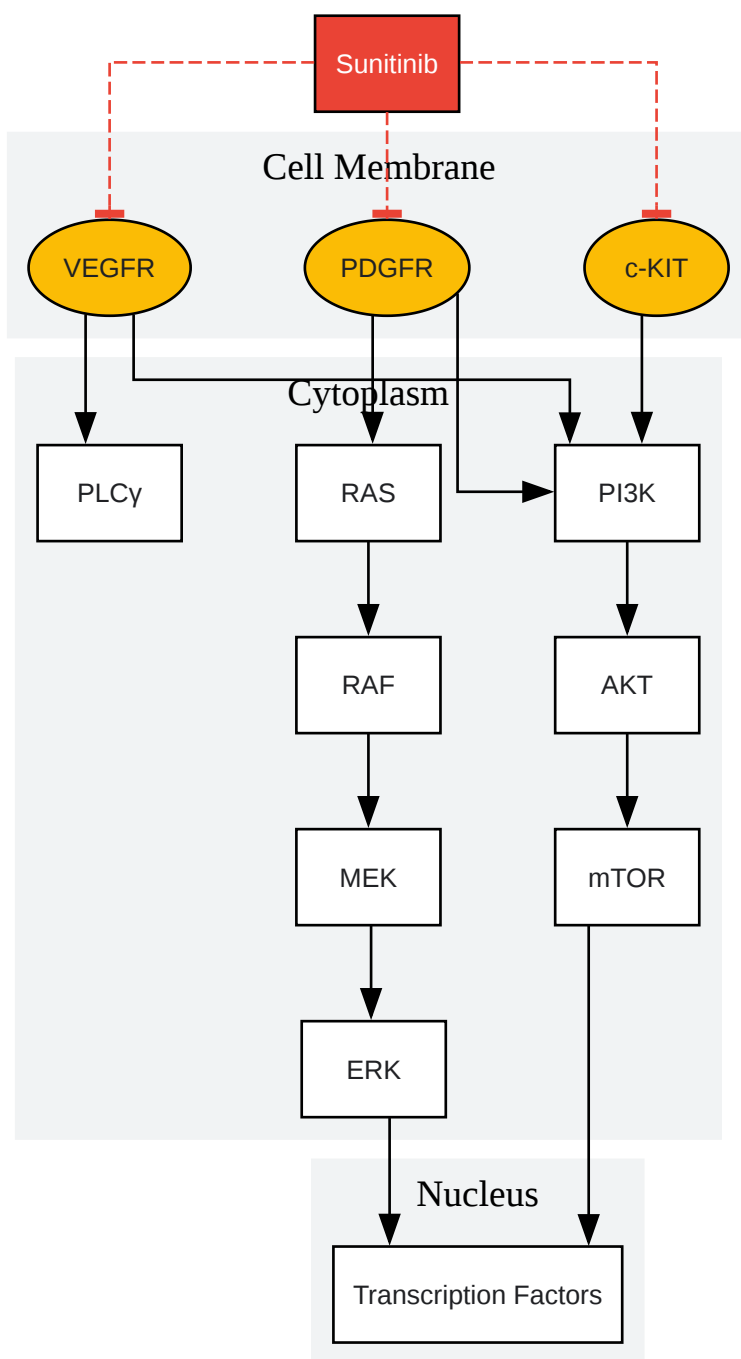 Sunitinib
Cell Membrane
VEGFR
PDGFR
c-KIT
Cytoplasm
PLCγ
RAS
PI3K
RAF
AKT
MEK
mTOR
ERK
Nucleus
Transcription Factors